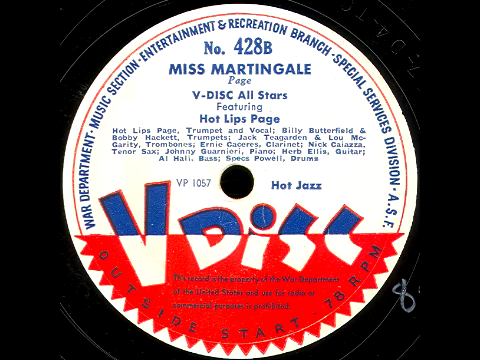 WAR DEPARTMENT-MUSIC SECTION-ENTERTAINMENT & RECREATION BRANCH-SPECIAL SERVICES DIVISION-A.S.F.
No. 428B
MISS MARTINGALE
Page
V-DISC All Stars
Featuring
Hot Lips Page
Hot Lips Page, Trumpet and Vocal; Billy Butterfield &
Bobby Hackett, Trumpets; Jack Teagarden & Lou Mc-
Garity, Trombones; Ernie Caceres, Clarinet; Nick Caiazza,
Tenor Sax; Johnny Guarnieri, Piano; Herb Ellis, Guitar;
Al Hall, Bass; Specs Powell, Drums
VP 1057
Hot Jazz
V DISC
This record is the property of the War Department
of the United States and use for radio or
commercial purposes is prohibited.
OUTSIDE START 78 RPM
8